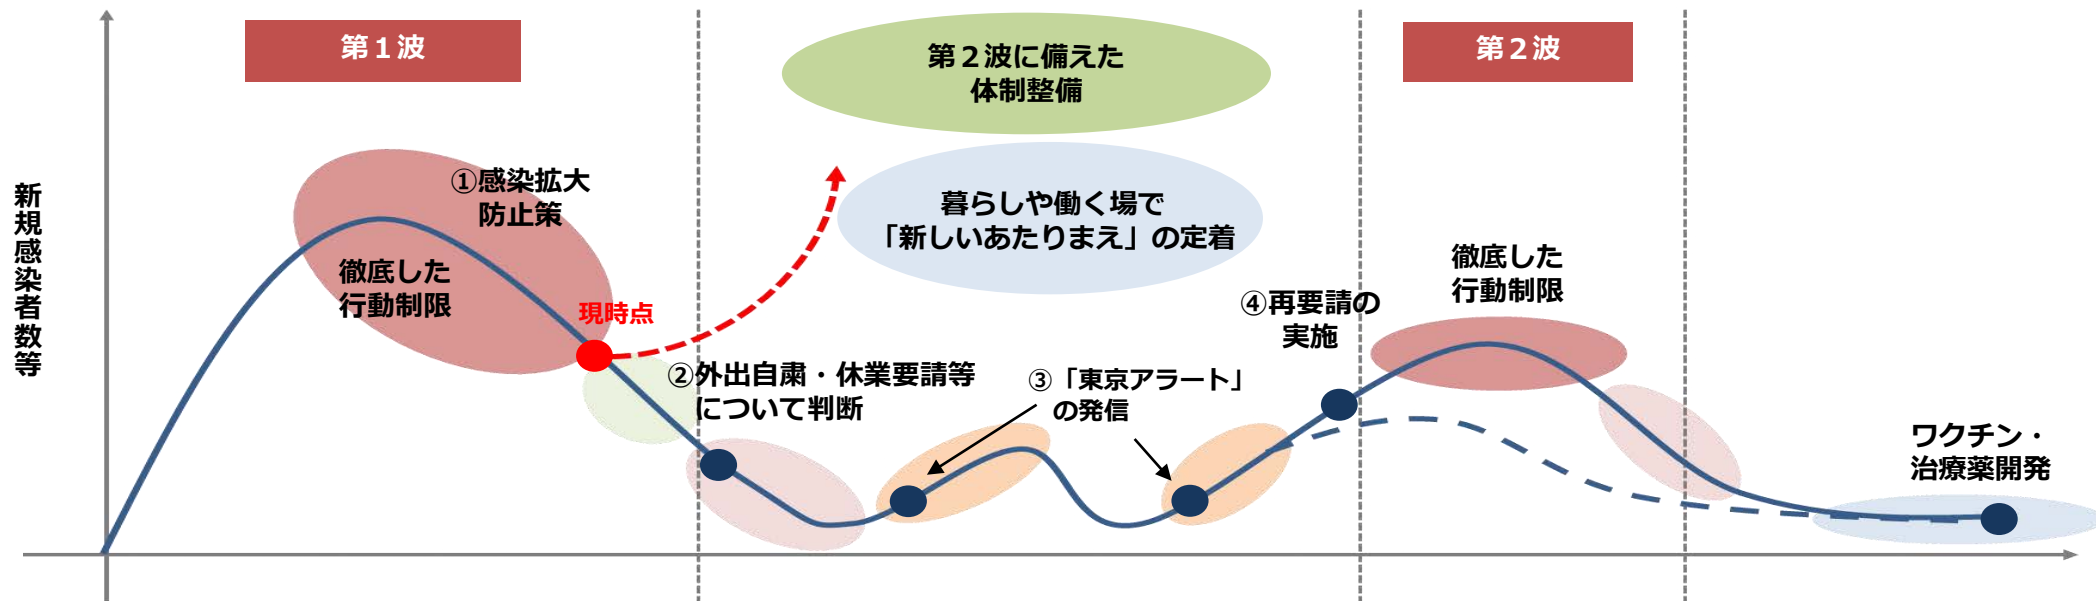 第１波
第２波に備えた
体制整備
第２波
新規感染者数等
①感染拡大
防止策
暮らしや働く場で
「新しいあたりまえ」の定着
徹底した
行動制限
現時点
徹底した
行動制限
④再要請の
実施
②外出自粛・休業要請等
について判断
③「東京アラート」
の発信
ワクチン・
治療薬開発